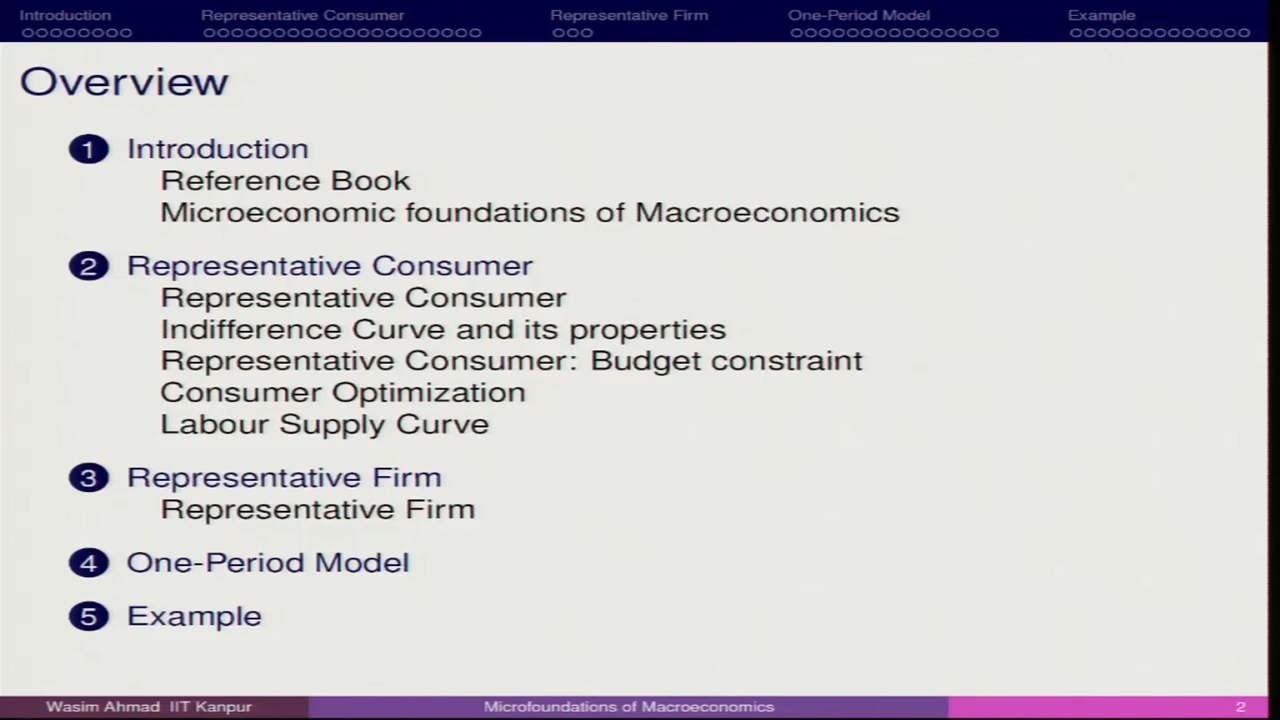 Introduction Representative Consumer Representative Firm One-Period Model Example
Overview
1 Introduction
Reference Book
Microeconomic foundations of Macroeconomics
2 Representative Consumer
Representative Consumer
Indifference Curve and its properties
Representative Consumer: Budget constraint
Consumer Optimization
Labour Supply Curve
3 Representative Firm
Representative Firm
4 One-Period Model
5 Example
Wasim Ahmad IIT Kanpur Microfoundations of Macroeconomics 2